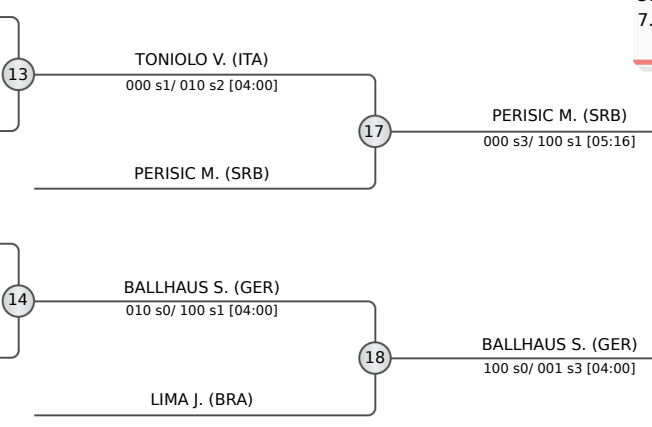 7.
13
TONIOLO V. (ITA)
000 s1/ 010 s2 [04:00]
17
PERISIC M. (SRB)
000 s3/ 100 s1 [05:16]
PERISIC M. (SRB)
14
BALLHAUS S. (GER)
010 s0/ 100 s1 [04:00]
18
BALLHAUS S. (GER)
100 s0/ 001 s3 [04:00]
LIMA J. (BRA)